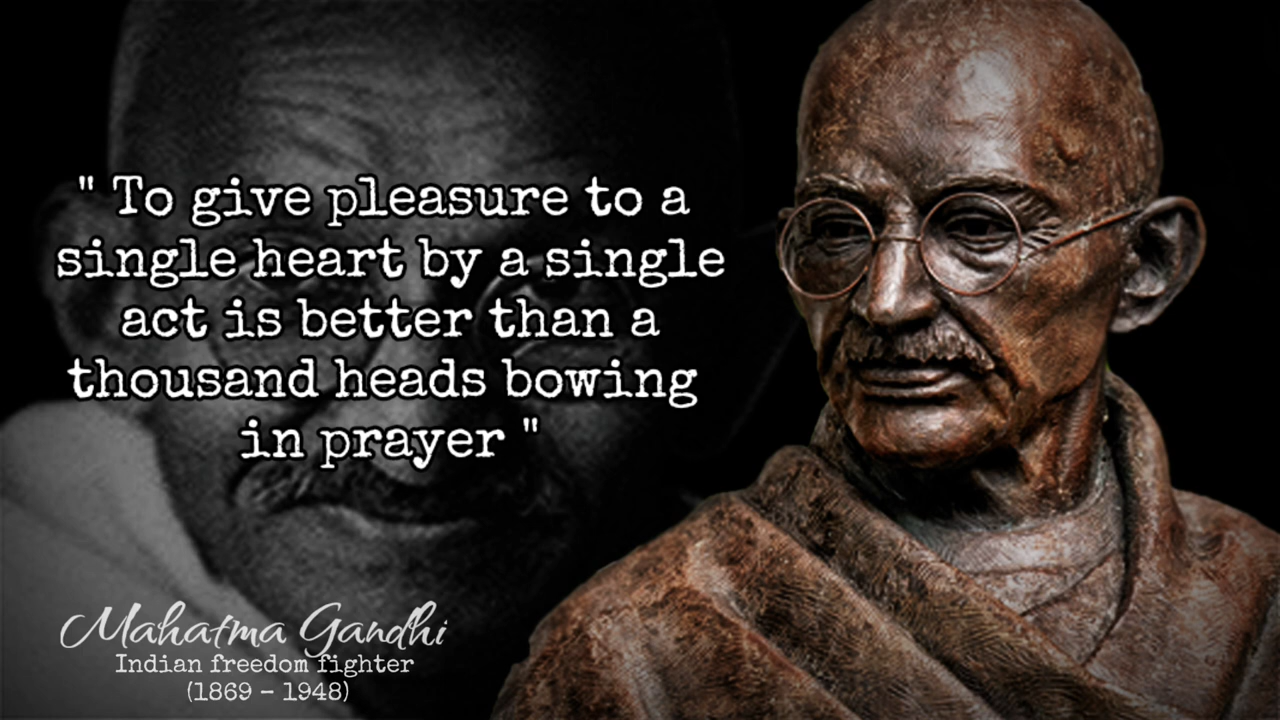 " To give pleasure to a
single heart by a single
act is better than a
thousand heads bowing
in prayer "
Mahatma Gandhi
Indian freedom fighter
(1869 – 1948)